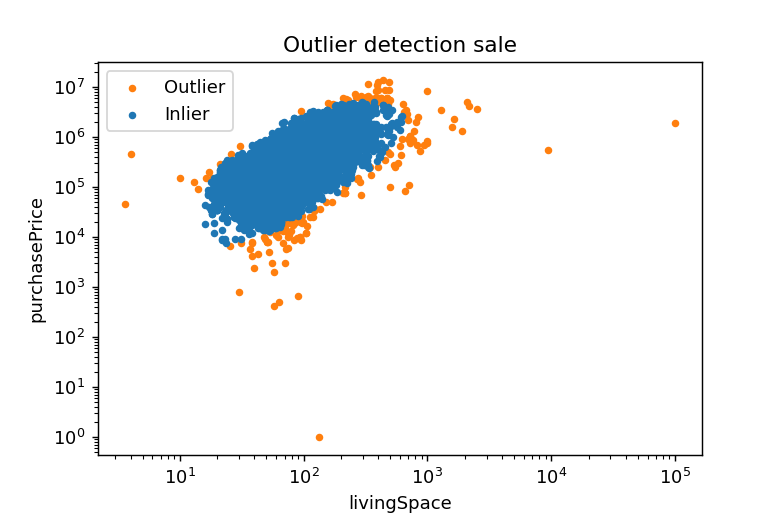 Outlier detection sale
Outlier
Inlier
purchasePrice
10⁷
10⁶
10⁵
10⁴
10³
10²
10¹
10⁰
10¹ 10² 10³ 10⁴ 10⁵
livingSpace